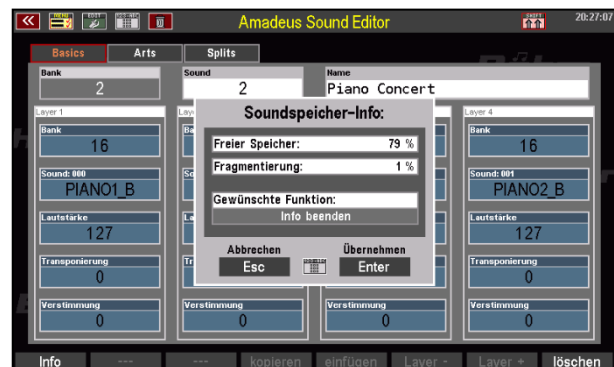 Amadeus Sound Editor
20:27:07
Basics Arts Splits
Bank
2
Sound
2
Name
Piano Concert
Layer 1
Bank
16
Sound: 000
PIANO1_B
Lautstärke
127
Transponierung
0
Verstimmung
0
Verstimmung
0
Verstimmung
0
Layer 4
Bank
16
Sound: 001
PIANO2_B
Lautstärke
127
Transponierung
0
Verstimmung
0
Soundspeicher-Info:
Freier Speicher: 79 %
Fragmentierung: 1 %
Gewünschte Funktion:
Info beenden
Abbrechen Übernehmen
Esc Enter
Info --- --- kopieren einfügen Layer - Layer + löschen